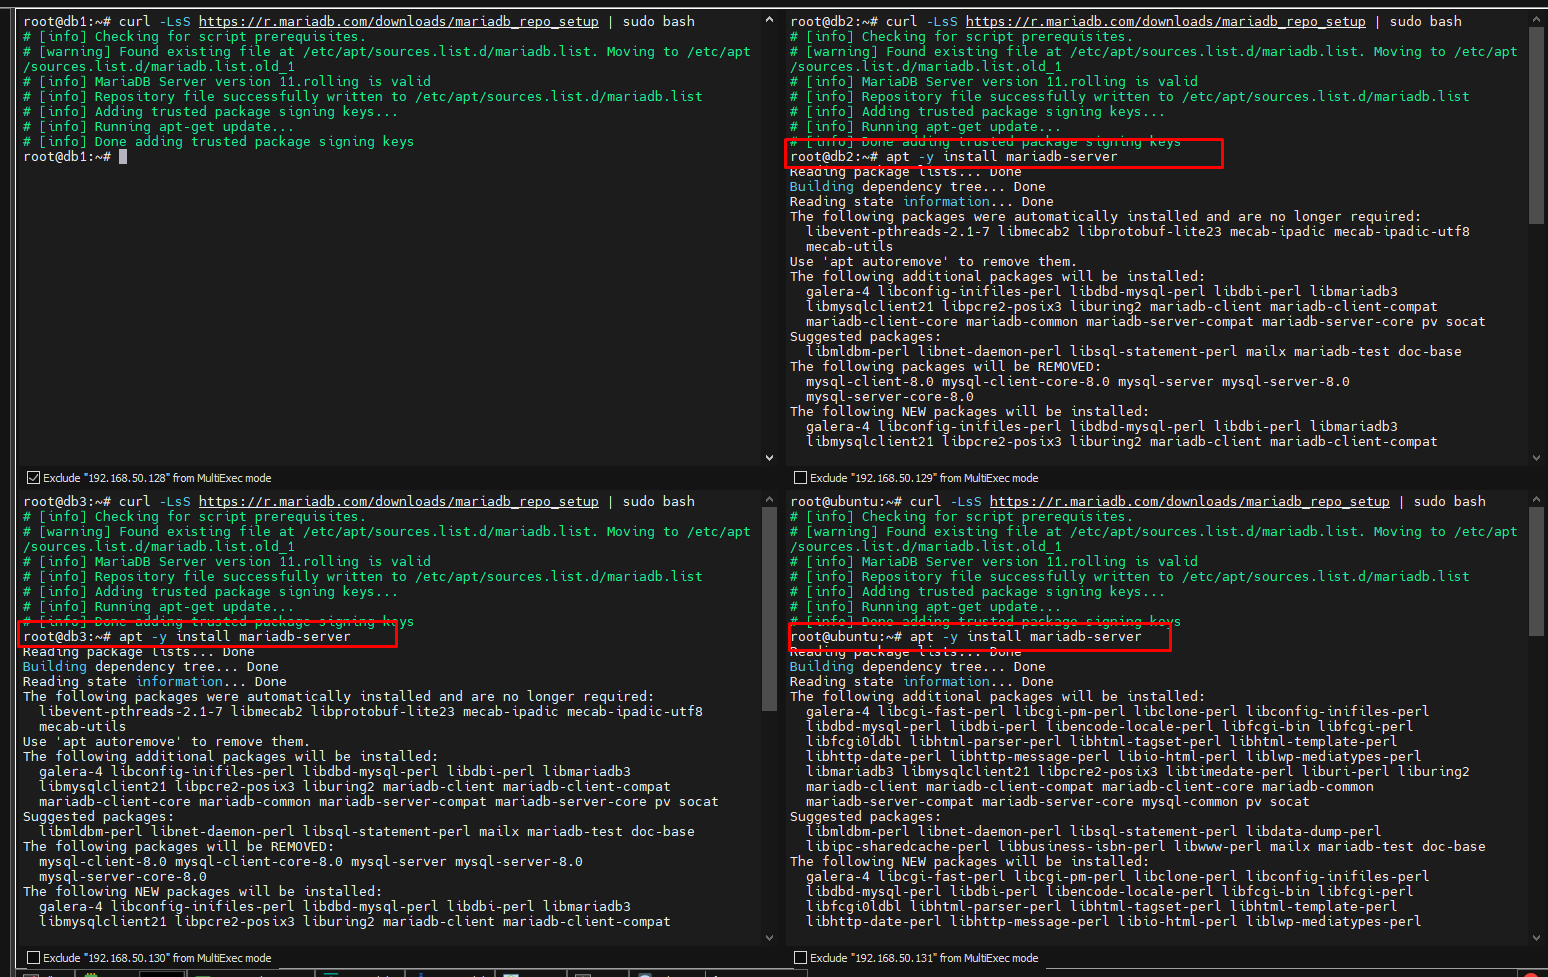 root@db1:~# curl -LsS https://r.mariadb.com/downloads/mariadb_repo_setup | sudo bash
# [info] Checking for script prerequisites.
# [warning] Found existing file at /etc/apt/sources.list.d/mariadb.list. Moving to /etc/apt
/sources.list.d/mariadb.list.old_1
# [info] MariaDB Server version 11.rolling is valid
# [info] Repository file successfully written to /etc/apt/sources.list.d/mariadb.list
# [info] Adding trusted package signing keys...
# [info] Running apt-get update...
# [info] Done adding trusted package signing keys
root@db1:~#
Exclude "192.168.50.128" from MultiExec mode
root@db2:~# curl -LsS https://r.mariadb.com/downloads/mariadb_repo_setup | sudo bash
# [info] Checking for script prerequisites.
# [warning] Found existing file at /etc/apt/sources.list.d/mariadb.list. Moving to /etc/apt
/sources.list.d/mariadb.list.old_1
# [info] MariaDB Server version 11.rolling is valid
# [info] Repository file successfully written to /etc/apt/sources.list.d/mariadb.list
# [info] Adding trusted package signing keys...
# [info] Running apt-get update...
# [info] Done adding trusted package signing keys
root@db2:~# apt -y install mariadb-server
Reading package lists... Done
Building dependency tree... Done
Reading state information... Done
The following packages were automatically installed and are no longer required:
libevent-pthreads-2.1-7 libmecab2 libprotobuf-lite23 mecab-ipadic mecab-ipadic-utf8
mecab-utils
Use 'apt autoremove' to remove them.
The following additional packages will be installed:
galera-4 libconfig-inifiles-perl libdbd-mysql-perl libdbi-perl libmariadb3
libmysqlclient21 libpcre2-posix3 liburing2 mariadb-client mariadb-client-compat
mariadb-client-core mariadb-common mariadb-server-compat mariadb-server-core pv socat
Suggested packages:
libmldbm-perl libnet-daemon-perl libsql-statement-perl mailx mariadb-test doc-base
The following packages will be REMOVED:
mysql-client-8.0 mysql-client-core-8.0 mysql-server mysql-server-8.0
mysql-server-core-8.0
The following NEW packages will be installed:
galera-4 libconfig-inifiles-perl libdbd-mysql-perl libdbi-perl libmariadb3
libmysqlclient21 libpcre2-posix3 liburing2 mariadb-client mariadb-client-compat
Exclude "192.168.50.129" from MultiExec mode
root@db3:~# curl -LsS https://r.mariadb.com/downloads/mariadb_repo_setup | sudo bash
# [info] Checking for script prerequisites.
# [warning] Found existing file at /etc/apt/sources.list.d/mariadb.list. Moving to /etc/apt
/sources.list.d/mariadb.list.old_1
# [info] MariaDB Server version 11.rolling is valid
# [info] Repository file successfully written to /etc/apt/sources.list.d/mariadb.list
# [info] Adding trusted package signing keys...
# [info] Running apt-get update...
# [info] Done adding trusted package signing keys
root@db3:~# apt -y install mariadb-server
Reading package lists... Done
Building dependency tree... Done
Reading state information... Done
The following packages were automatically installed and are no longer required:
libevent-pthreads-2.1-7 libmecab2 libprotobuf-lite23 mecab-ipadic mecab-ipadic-utf8
mecab-utils
Use 'apt autoremove' to remove them.
The following additional packages will be installed:
galera-4 libconfig-inifiles-perl libdbd-mysql-perl libdbi-perl libmariadb3
libmysqlclient21 libpcre2-posix3 liburing2 mariadb-client mariadb-client-compat
mariadb-client-core mariadb-common mariadb-server-compat mariadb-server-core pv socat
Suggested packages:
libmldbm-perl libnet-daemon-perl libsql-statement-perl mailx mariadb-test doc-base
The following packages will be REMOVED:
mysql-client-8.0 mysql-client-core-8.0 mysql-server mysql-server-8.0
mysql-server-core-8.0
The following NEW packages will be installed:
galera-4 libconfig-inifiles-perl libdbd-mysql-perl libdbi-perl libmariadb3
libmysqlclient21 libpcre2-posix3 liburing2 mariadb-client mariadb-client-compat
Exclude "192.168.50.130" from MultiExec mode
root@ubuntu:~# curl -LsS https://r.mariadb.com/downloads/mariadb_repo_setup | sudo bash
# [info] Checking for script prerequisites.
# [warning] Found existing file at /etc/apt/sources.list.d/mariadb.list. Moving to /etc/apt
/sources.list.d/mariadb.list.old_1
# [info] MariaDB Server version 11.rolling is valid
# [info] Repository file successfully written to /etc/apt/sources.list.d/mariadb.list
# [info] Adding trusted package signing keys...
# [info] Running apt-get update...
# [info] Done adding trusted package signing keys
root@ubuntu:~# apt -y install mariadb-server
Reading package lists... Done
Building dependency tree... Done
Reading state information... Done
The following additional packages will be installed:
galera-4 libcgi-fast-perl libcgi-pm-perl libclone-perl libconfig-inifiles-perl
libdbd-mysql-perl libdbi-perl libencode-locale-perl libfcgi-bin libfcgi-perl
libfcgi0ldbl libhtml-parser-perl libhtml-tagset-perl libhtml-template-perl
libhttp-date-perl libhttp-message-perl libio-html-perl liblwp-mediatypes-perl
libmariadb3 libmysqlclient21 libpcre2-posix3 libtimedate-perl liburi-perl liburing2
mariadb-client mariadb-client-compat mariadb-client-core mariadb-common
mariadb-server-compat mariadb-server-core mysql-common pv socat
Suggested packages:
libmldbm-perl libnet-daemon-perl libsql-statement-perl libdata-dump-perl
libipc-sharedcache-perl libbusiness-isbn-perl libwww-perl mailx mariadb-test doc-base
The following NEW packages will be installed:
galera-4 libcgi-fast-perl libcgi-pm-perl libclone-perl libconfig-inifiles-perl
libdbd-mysql-perl libdbi-perl libencode-locale-perl libfcgi-bin libfcgi-perl
libfcgi0ldbl libhtml-parser-perl libhtml-tagset-perl libhtml-template-perl
libhttp-date-perl libhttp-message-perl libio-html-perl liblwp-mediatypes-perl
Exclude "192.168.50.131" from MultiExec mode